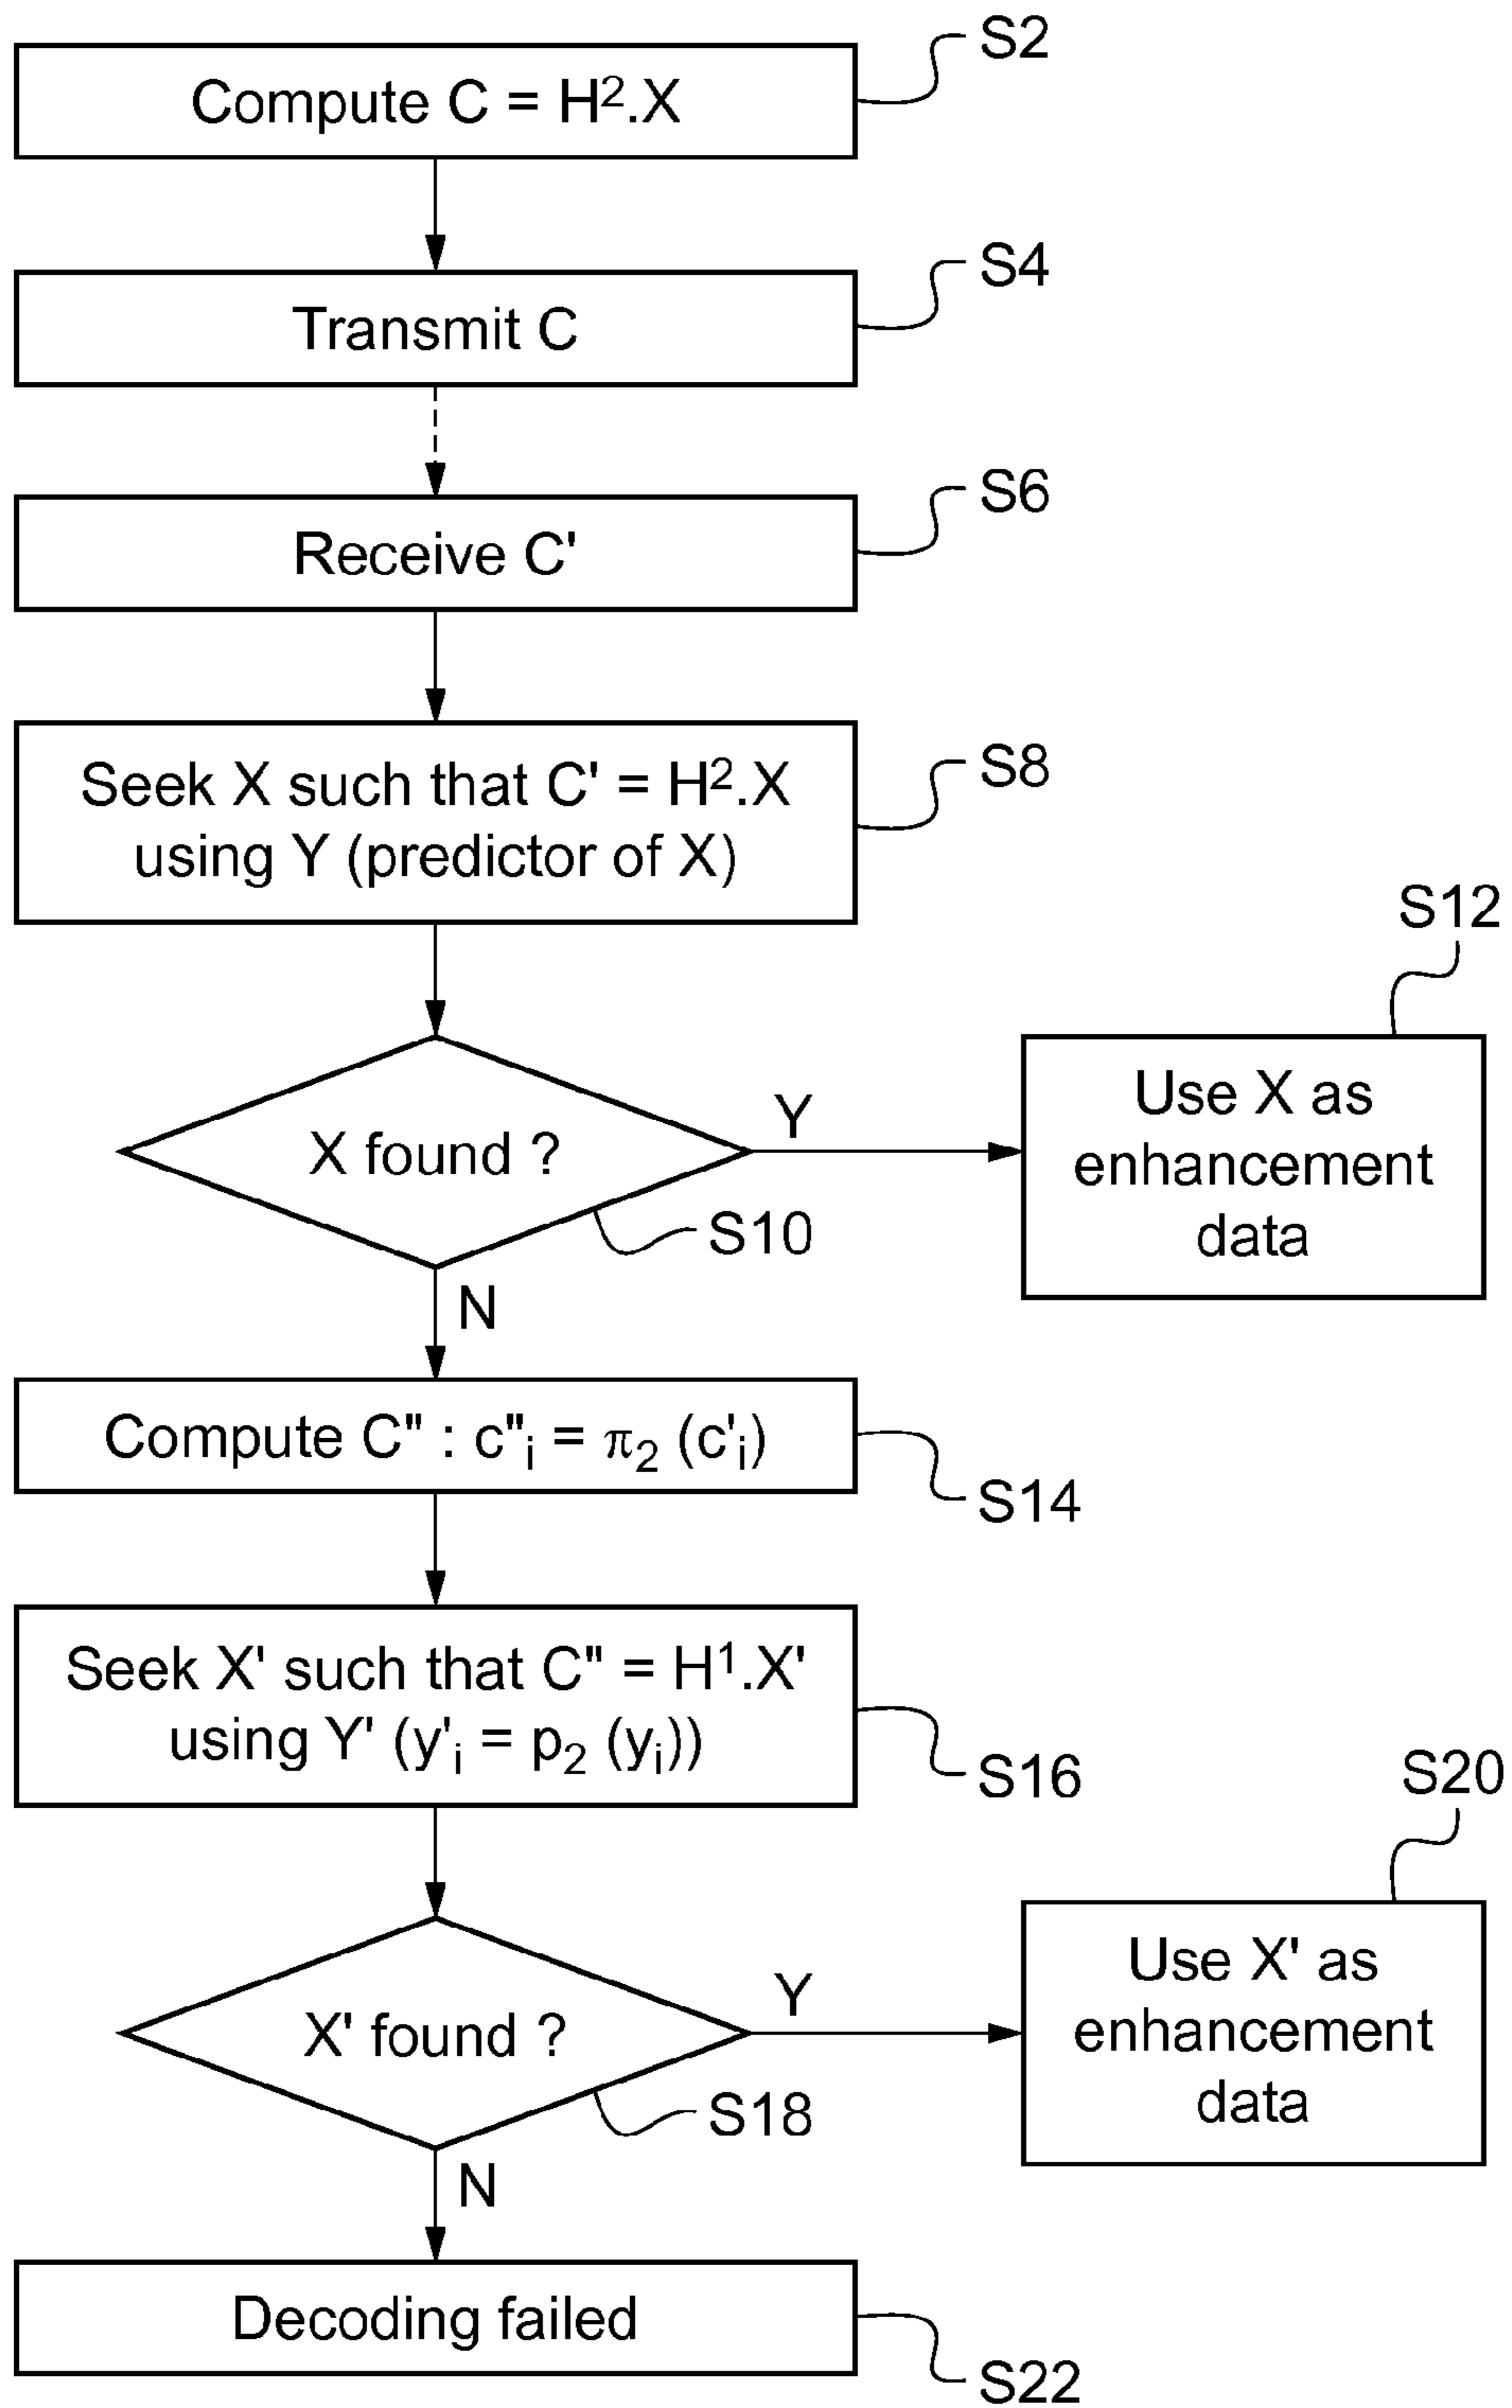 S2
Compute C = H².X
S4
Transmit C
S6
Receive C'
S8
Seek X such that C' = H².X
using Y (predictor of X)
S12
Use X as
enhancement
data
X found ?
Y
S10
N
Compute C" : c"ᵢ = π₂ (c'ᵢ)
S14
Seek X' such that C" = H¹.X'
using Y' (y'ᵢ = p₂ (yᵢ))
S16
S20
Use X' as
enhancement
data
X' found ?
Y
S18
N
Decoding failed
S22